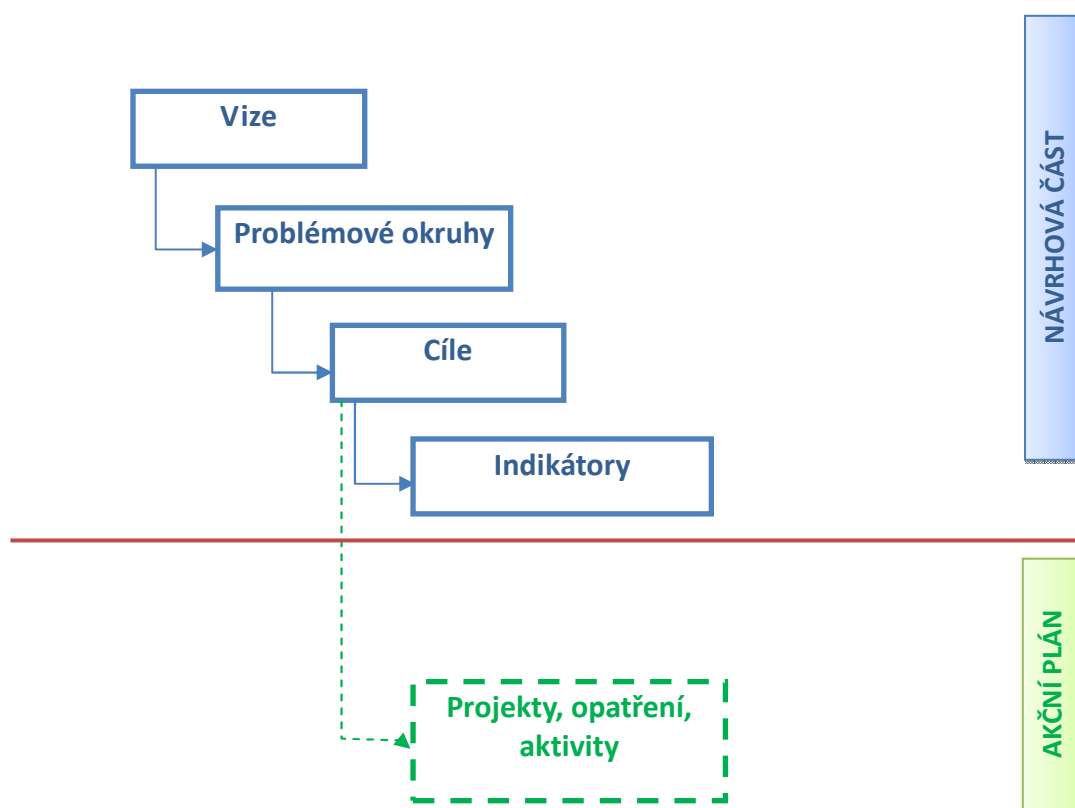 Vize
Problémové okruhy
Cíle
Indikátory
NÁVRHOVÁ ČÁST
Projekty, opatření,
aktivity
AKČNÍ PLÁN